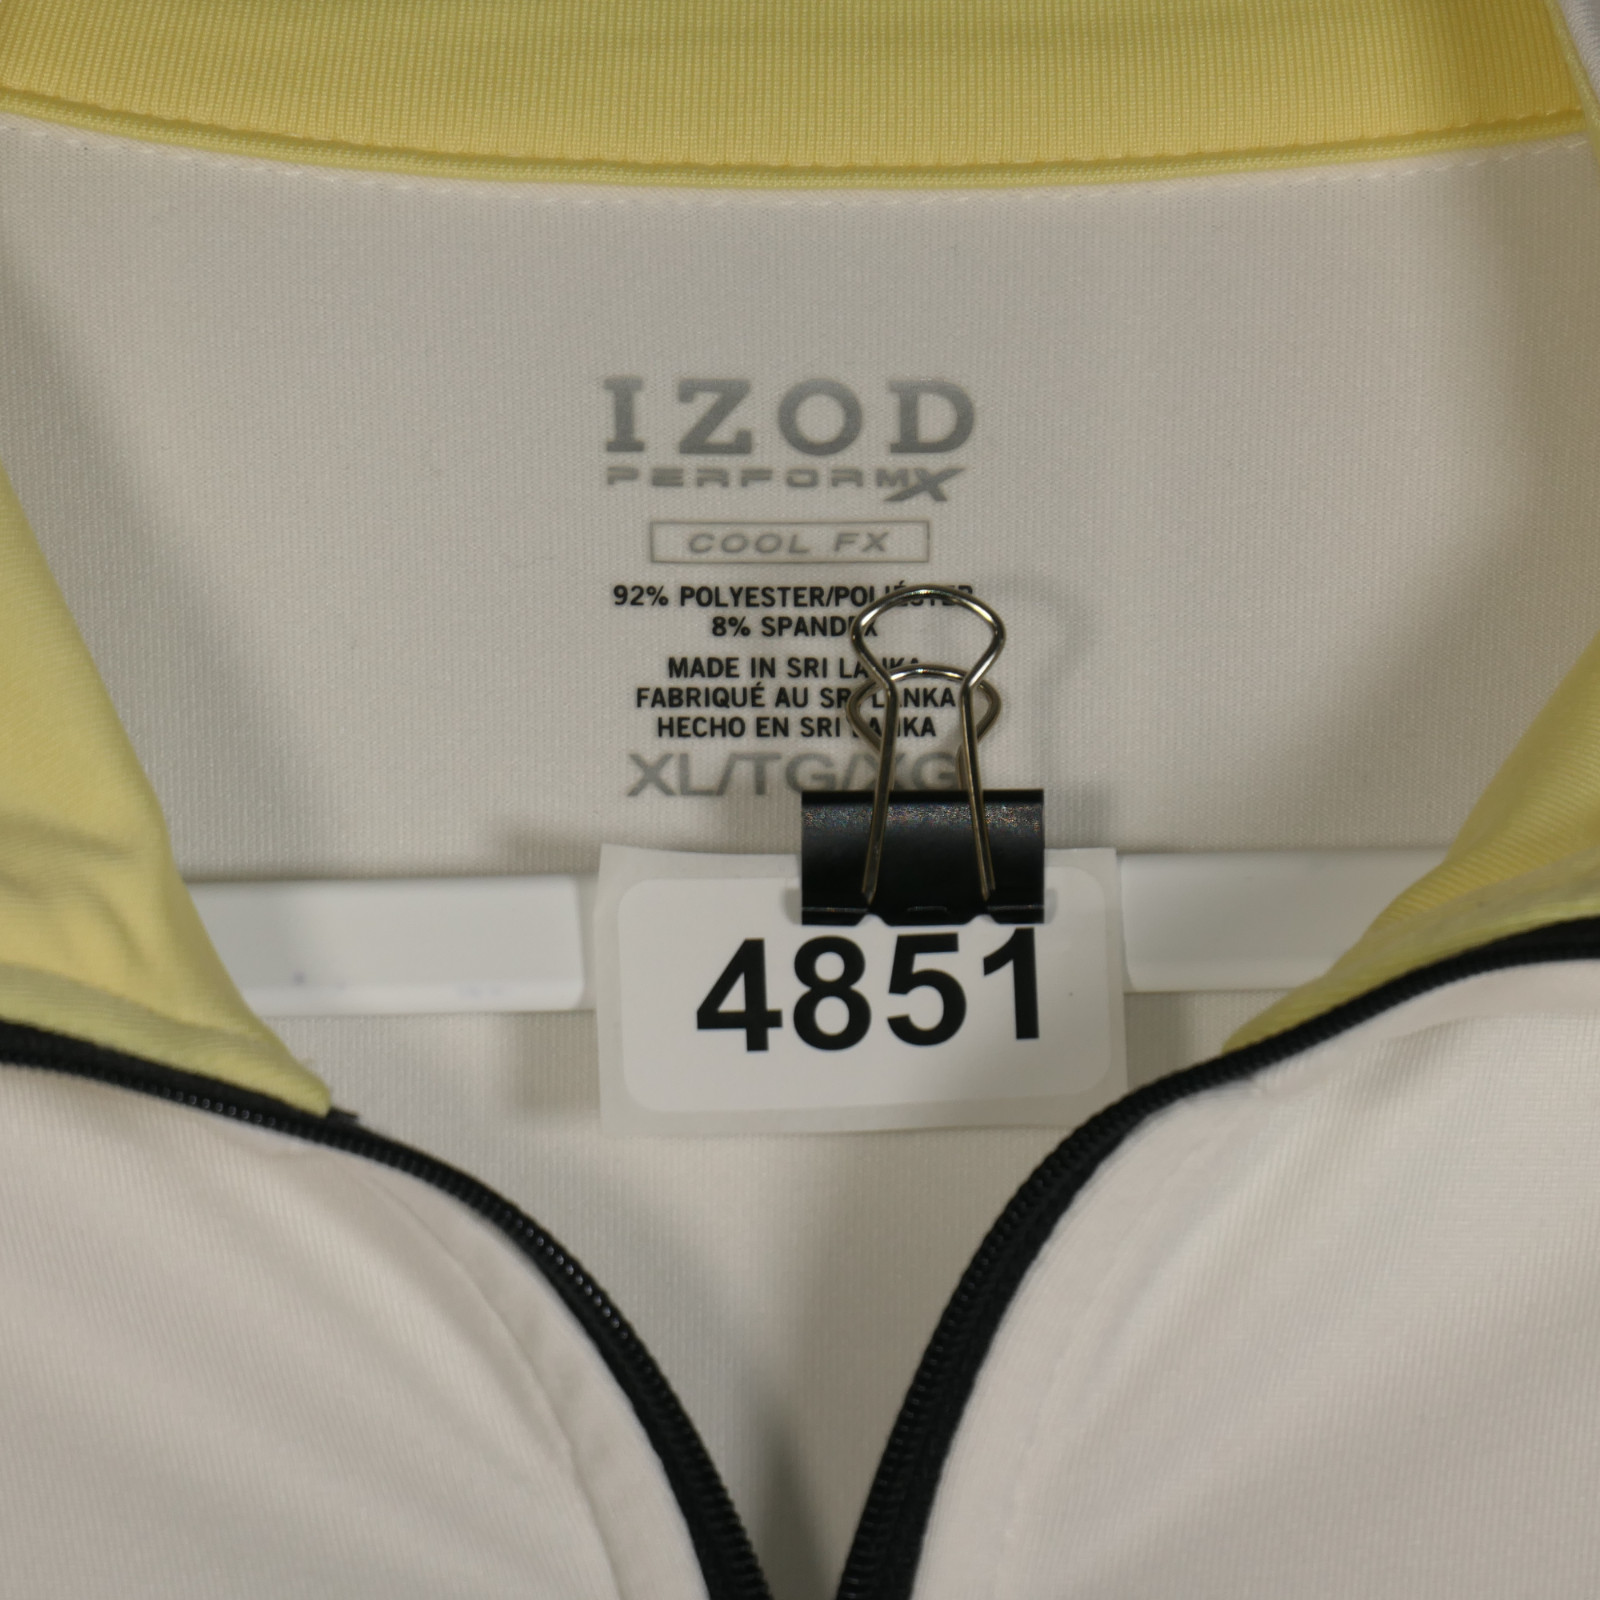 IZOD
PERFORMX
COOL FX
92% POLYESTER/POLIÉSTER
8% SPANDEX
MADE IN SRI LANKA
FABRIQUÉ AU SRI LANKA
HECHO EN SRI LANKA
XL/TG/XG
4851